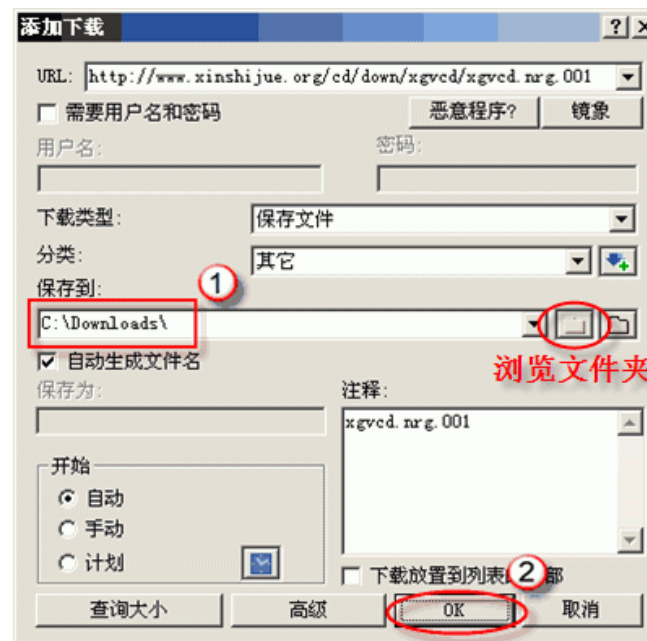 添加下载
URL: http://www.xinshijue.org/cd/down/xgvcd/xgvcd.nrg.001
需要用户名和密码 恶意程序? 镜象
用户名: 密码:
下载类型: 保存文件
分类: 其它
保存到: 1
C:\Downloads\
自动生成文件名 浏览文件夹
保存为: 注释:
xgvcd.nrg.001
开始
自动
手动
计划
下载放置到列表 2 部
查询大小 高级 OK 取消